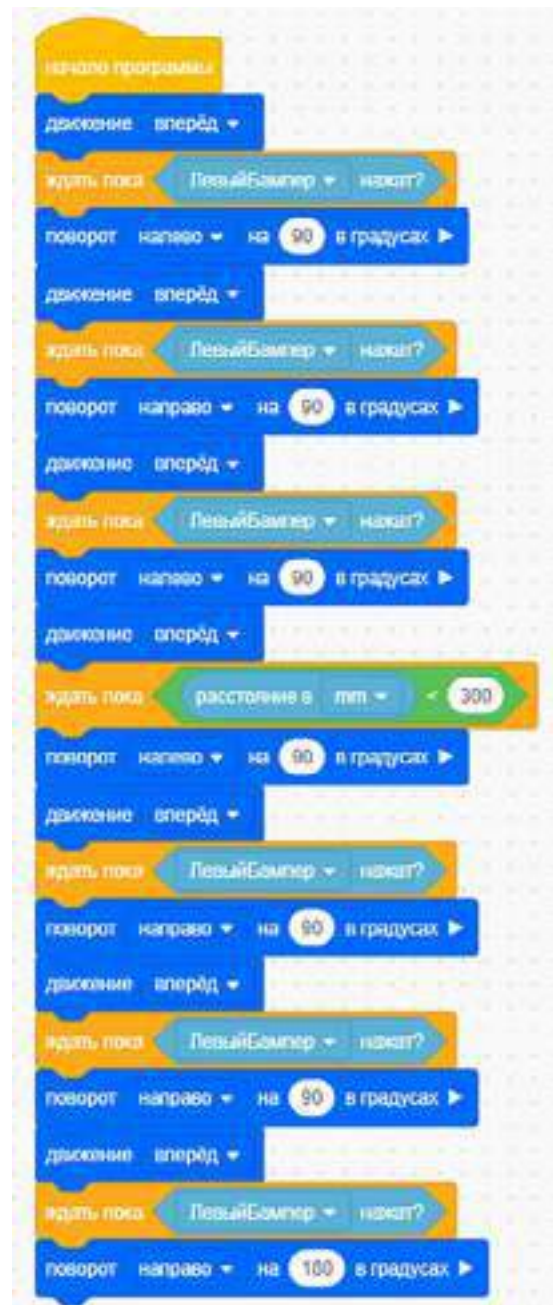 начало программы
движение вперёд
ждать пока ЛевыйБампер нажат?
поворот налево на 90 в градусах
движение вперёд
ждать пока ЛевыйБампер нажат?
поворот направо на 90 в градусах
движение вперёд
ждать пока ЛевыйБампер нажат?
поворот налево на 90 в градусах
движение вперёд
ждать пока расстояние в mm < 300
поворот налево на 90 в градусах
движение вперёд
ждать пока ЛевыйБампер нажат?
поворот направо на 90 в градусах
движение вперёд
ждать пока ЛевыйБампер нажат?
поворот направо на 90 в градусах
движение вперёд
ждать пока ЛевыйБампер нажат?
поворот направо на 180 в градусах